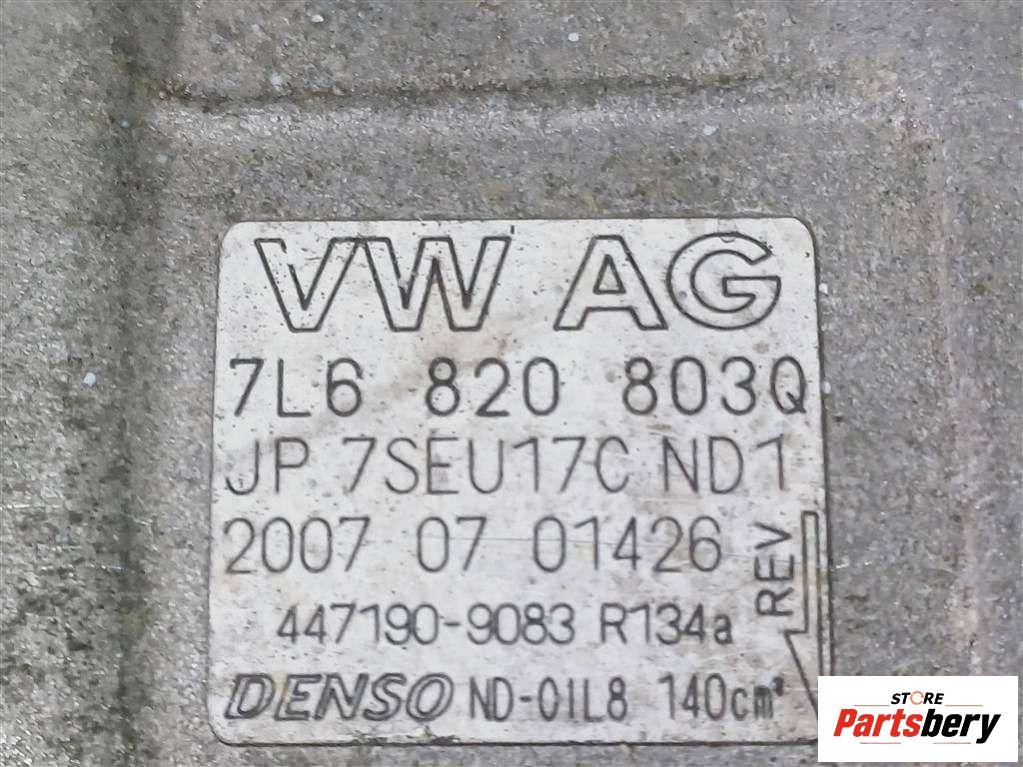 VW AG
7L6 820 803Q
JP 7SEU17C ND1
2007 07 01426
REV
447190-9083 R134a
DENSO ND-OIL8 140cm³
STORE
Partsbery